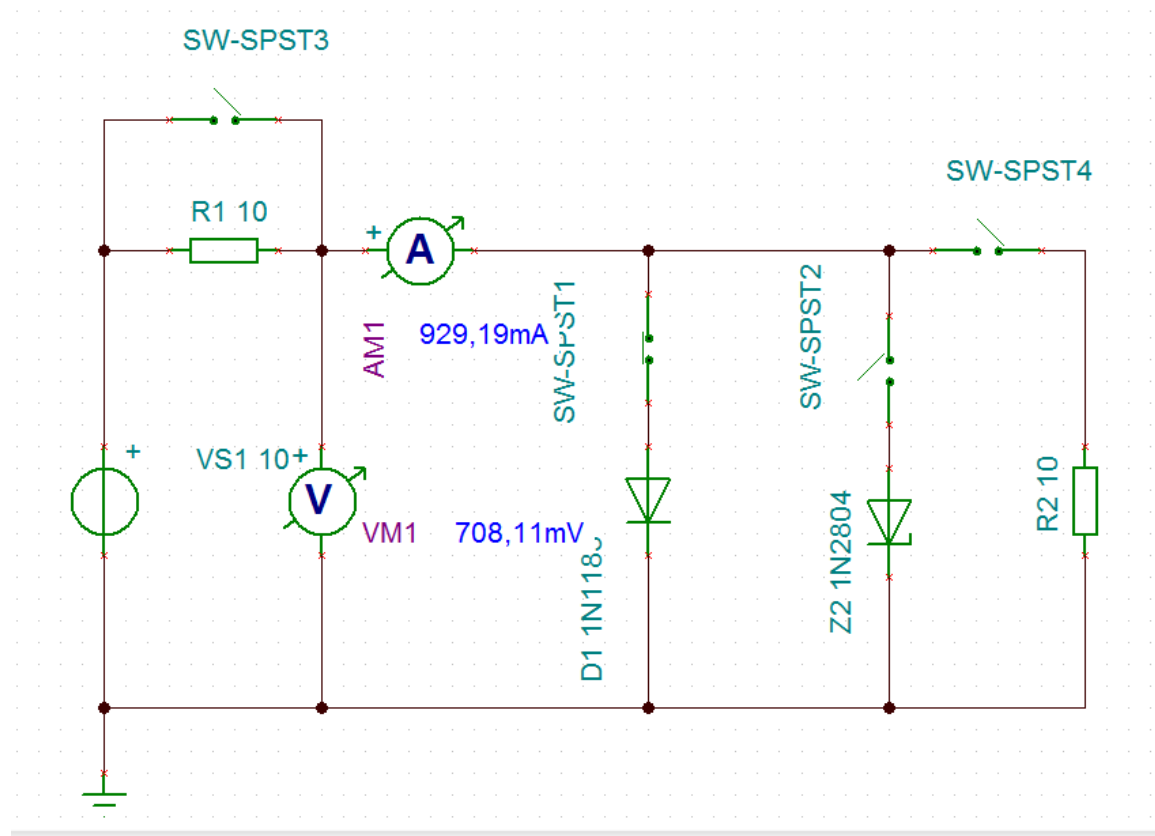 SW-SPST3
SW-SPST4
R1 10
+
A
SW-SPST1
SW-SPST2
AM1
929,19mA
+
VS1 10
+
V
VM1
708,11mV
D1
Z2 1N2804
R2 10